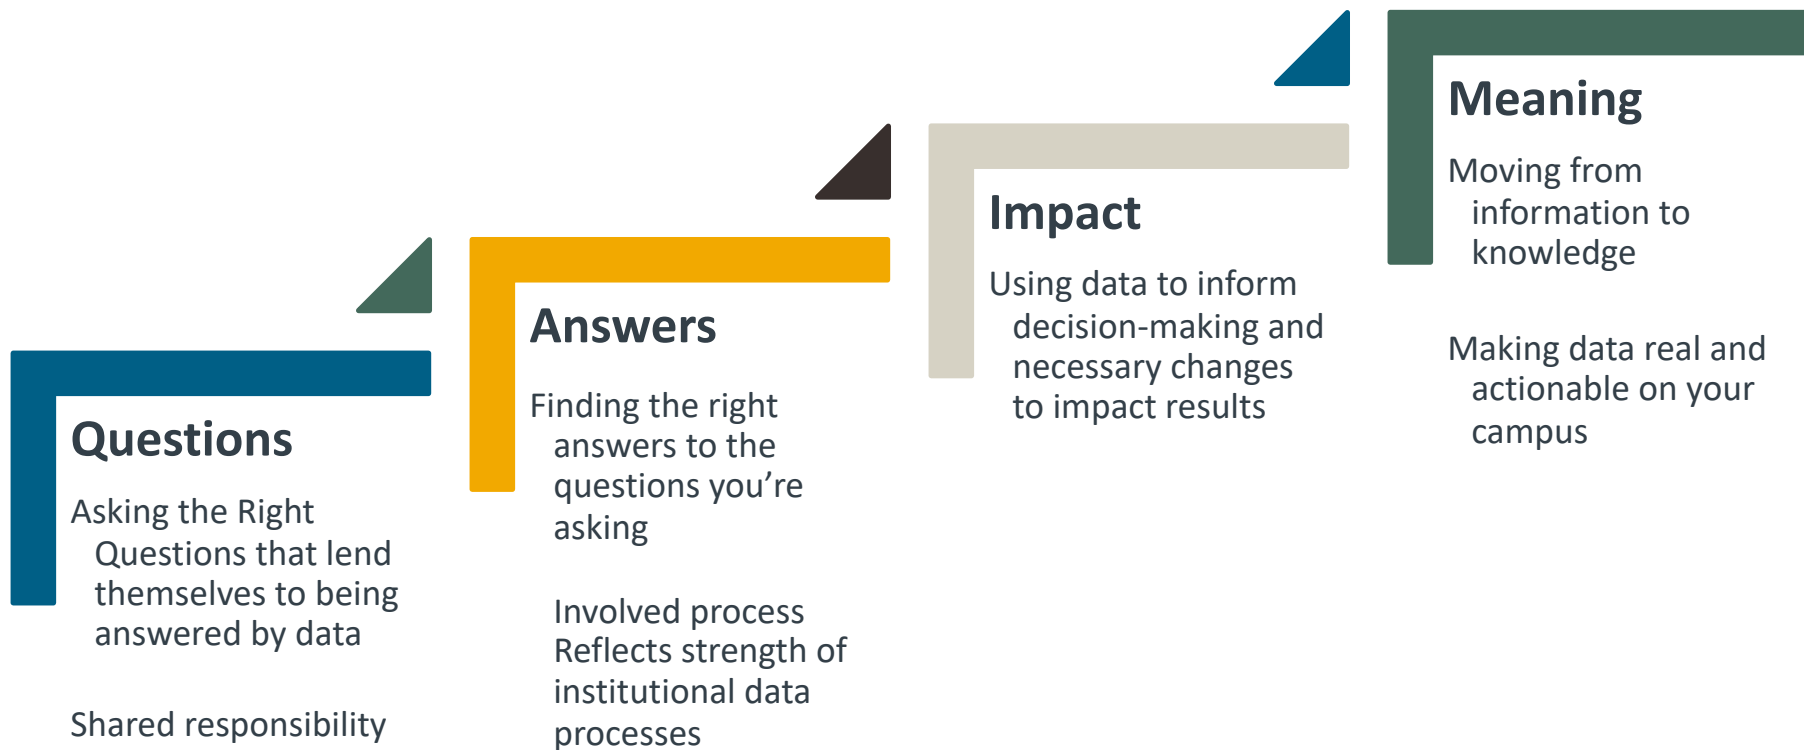 Questions
Asking the Right
Questions that lend
themselves to being
answered by data
Shared responsibility
Answers
Finding the right
answers to the
questions you’re
asking
Involved process
Reflects strength of
institutional data
processes
Impact
Using data to inform
decision-making and
necessary changes
to impact results
Meaning
Moving from
information to
knowledge
Making data real and
actionable on your
campus